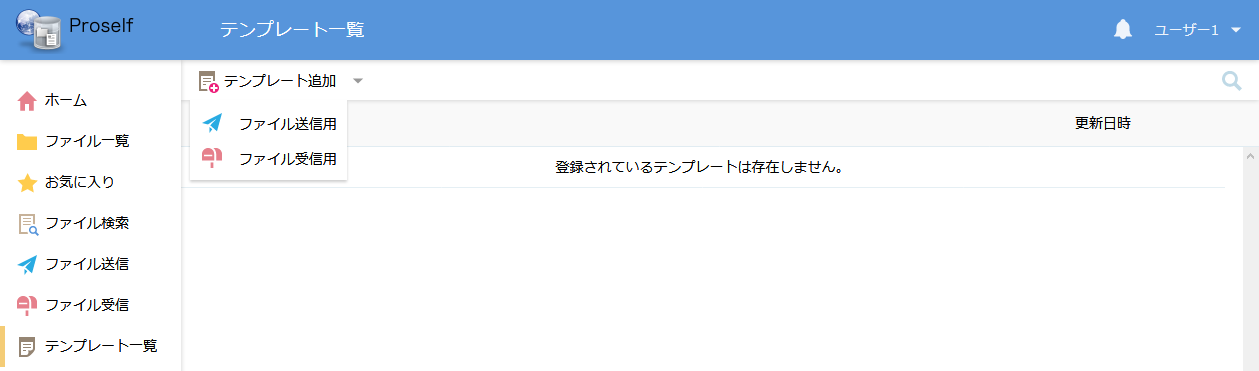 Proself
テンプレート一覧
ユーザー1
ホーム
ファイル一覧
お気に入り
ファイル検索
ファイル送信
ファイル受信
テンプレート一覧
テンプレート追加
ファイル送信用
ファイル受信用
更新日時
登録されているテンプレートは存在しません。